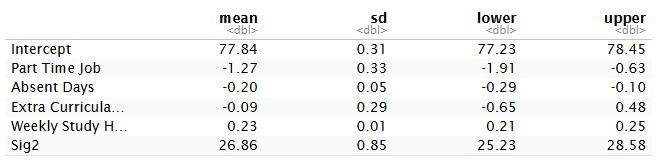 mean sd lower upper
<dbl> <dbl> <dbl> <dbl>
Intercept 77.84 0.31 77.23 78.45
Part Time Job -1.27 0.33 -1.91 -0.63
Absent Days -0.20 0.05 -0.29 -0.10
Extra Curricula... -0.09 0.29 -0.65 0.48
Weekly Study H... 0.23 0.01 0.21 0.25
Sig2 26.86 0.85 25.23 28.58